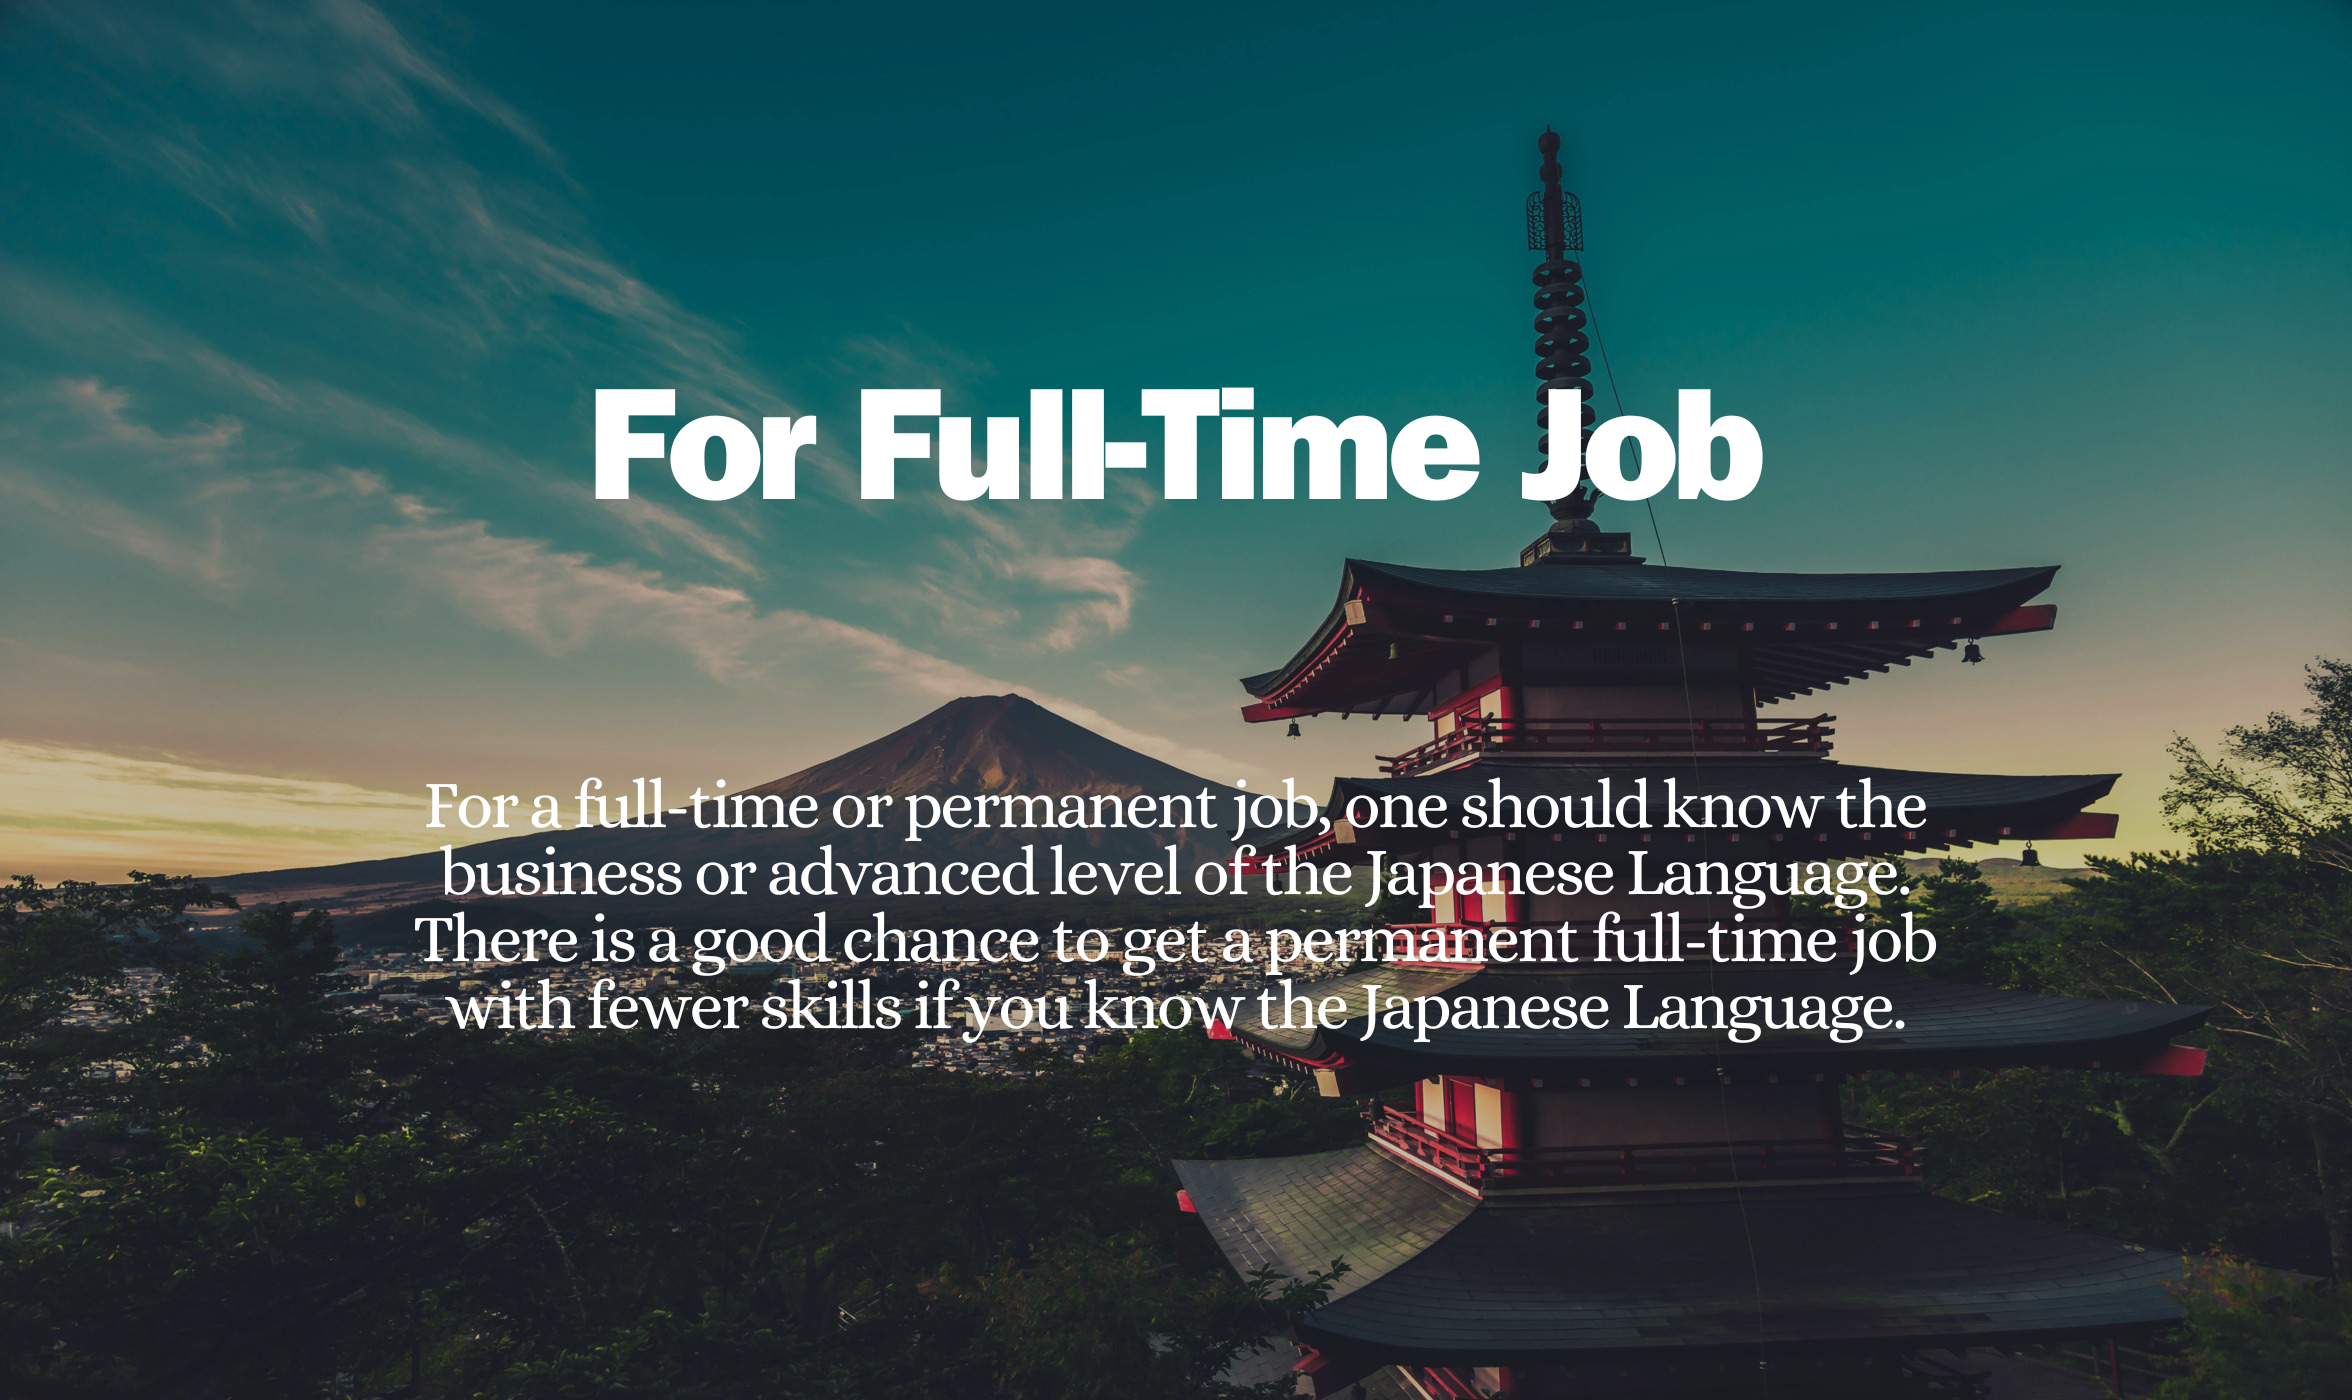 For Full-Time Job
For a full-time or permanent job, one should know the
business or advanced level of the Japanese Language.
There is a good chance to get a permanent full-time job
with fewer skills if you know the Japanese Language.